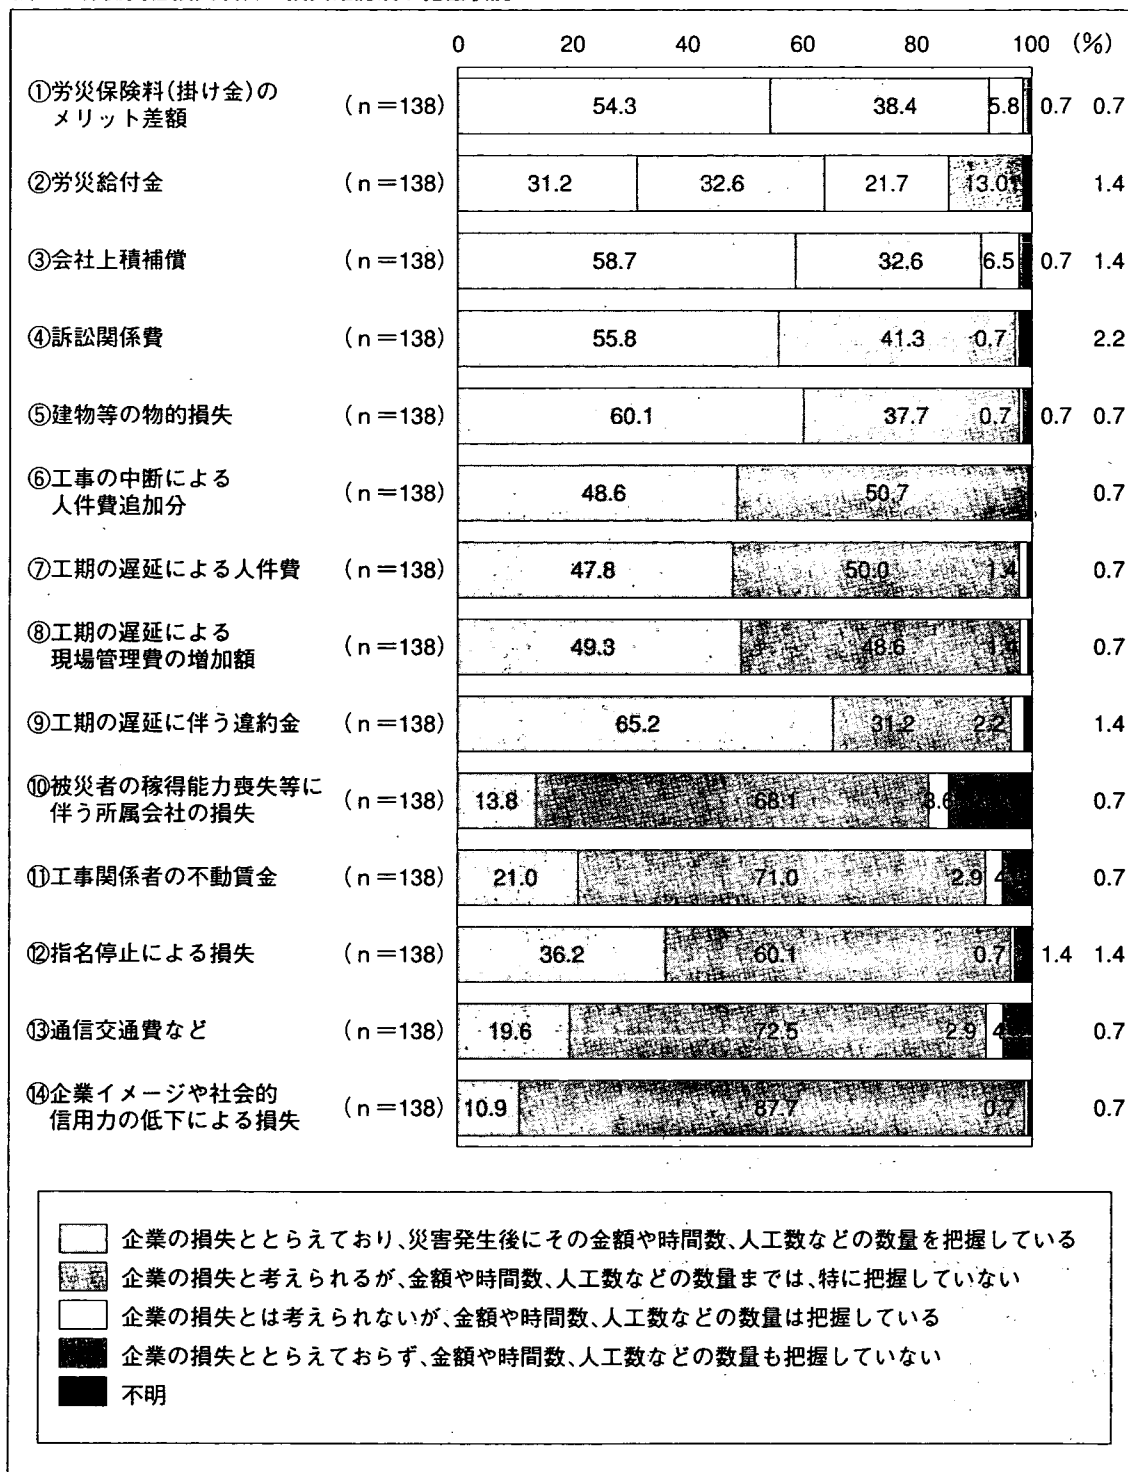 0 20 40 60 80 100 (%)
①労災保険料(掛け金)の
メリット差額 (n=138) 54.3 38.4 5.8 0.7 0.7
②労災給付金 (n=138) 31.2 32.6 21.7 13.0 1.4
③会社上積補償 (n=138) 58.7 32.6 6.5 0.7 1.4
④訴訟関係費 (n=138) 55.8 41.3 0.7 2.2
⑤建物等の物的損失 (n=138) 60.1 37.7 0.7 0.7 0.7
⑥工事の中断による
人件費追加分 (n=138) 48.6 50.7 0.7
⑦工期の遅延による人件費 (n=138) 47.8 50.0 1.4 0.7
⑧工期の遅延による
現場管理費の増加額 (n=138) 49.3 48.6 1.4 0.7
⑨工期の遅延に伴う違約金 (n=138) 65.2 31.2 2.2 1.4
⑩被災者の稼得能力喪失等に
伴う所属会社の損失 (n=138) 13.8 68.1 3.6 0.7
⑪工事関係者の不動賃金 (n=138) 21.0 71.0 2.9 0.7
⑫指名停止による損失 (n=138) 36.2 60.1 0.7 1.4 1.4
⑬通信交通費など (n=138) 19.6 72.5 2.9 0.7
⑭企業イメージや社会的
信用力の低下による損失 (n=138) 10.9 87.7 0.7 0.7
企業の損失ととらえており、災害発生後にその金額や時間数、人工数などの数量を把握している
企業の損失と考えられるが、金額や時間数、人工数などの数量までは、特に把握していない
企業の損失とは考えられないが、金額や時間数、人工数などの数量は把握している
企業の損失ととらえておらず、金額や時間数、人工数などの数量も把握していない
不明